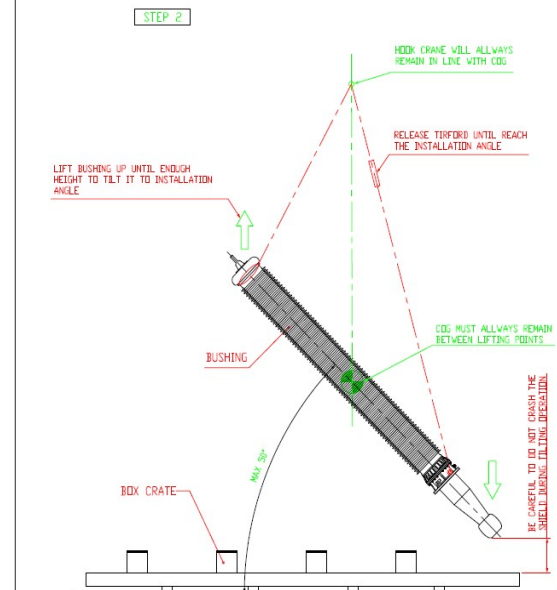 STEP 2
HOOK CRANE WILL ALLWAYS
REMAIN IN LINE WITH COG
RELEASE TIRFORD UNTIL REACH
THE INSTALLATION ANGLE
LIFT BUSHING UP UNTIL ENOUGH
HEIGHT TO TILT IT TO INSTALLATION
ANGLE
COG MUST ALLWAYS REMAIN
BETWEEN LIFTING POINTS
BUSHING
BE CAREFUL TO DO NOT CRASH THE
SHIELD DURING TILTING OPERATION
MAX 50°
BOX CRATE